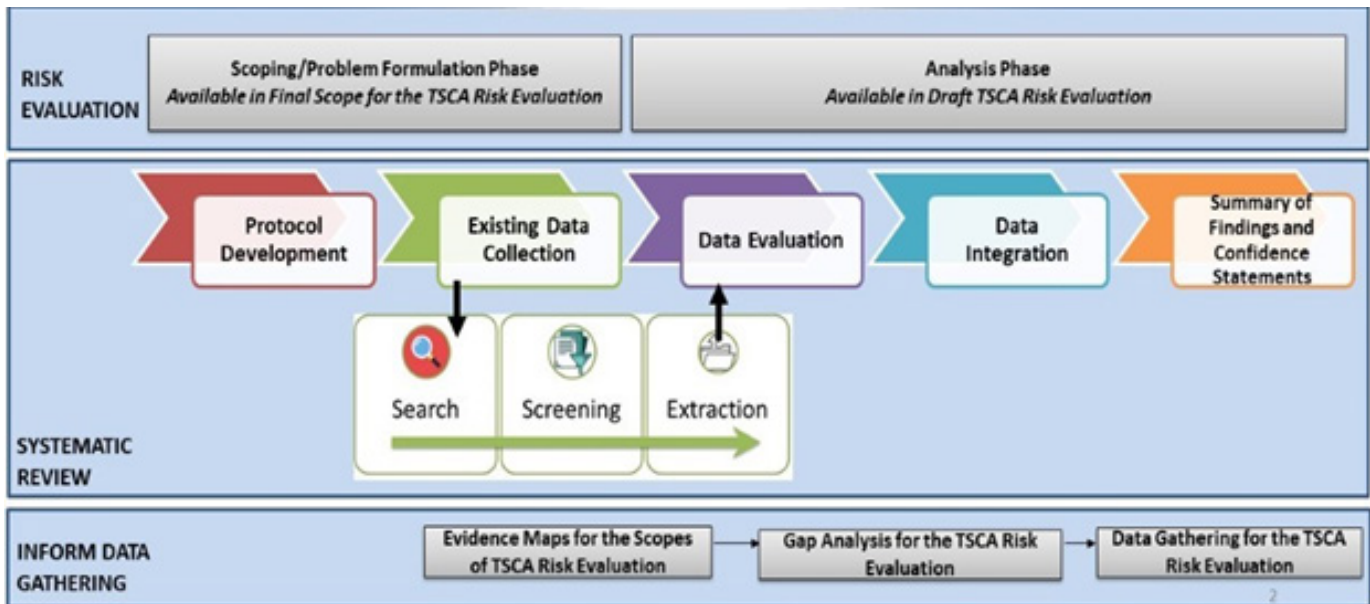 RISK
EVALUATION
Scoping/Problem Formulation Phase
Available in Final Scope for the TSCA Risk Evaluation
Analysis Phase
Available in Draft TSCA Risk Evaluation
Protocol
Development
Existing Data
Collection
Data Evaluation
Data
Integration
Summary of
Findings and
Confidence
Statements
Search
Screening
Extraction
SYSTEMATIC
REVIEW
INFORM DATA
GATHERING
Evidence Maps for the Scopes
of TSCA Risk Evaluation
Gap Analysis for the TSCA Risk
Evaluation
Data Gathering for the TSCA
Risk Evaluation
2